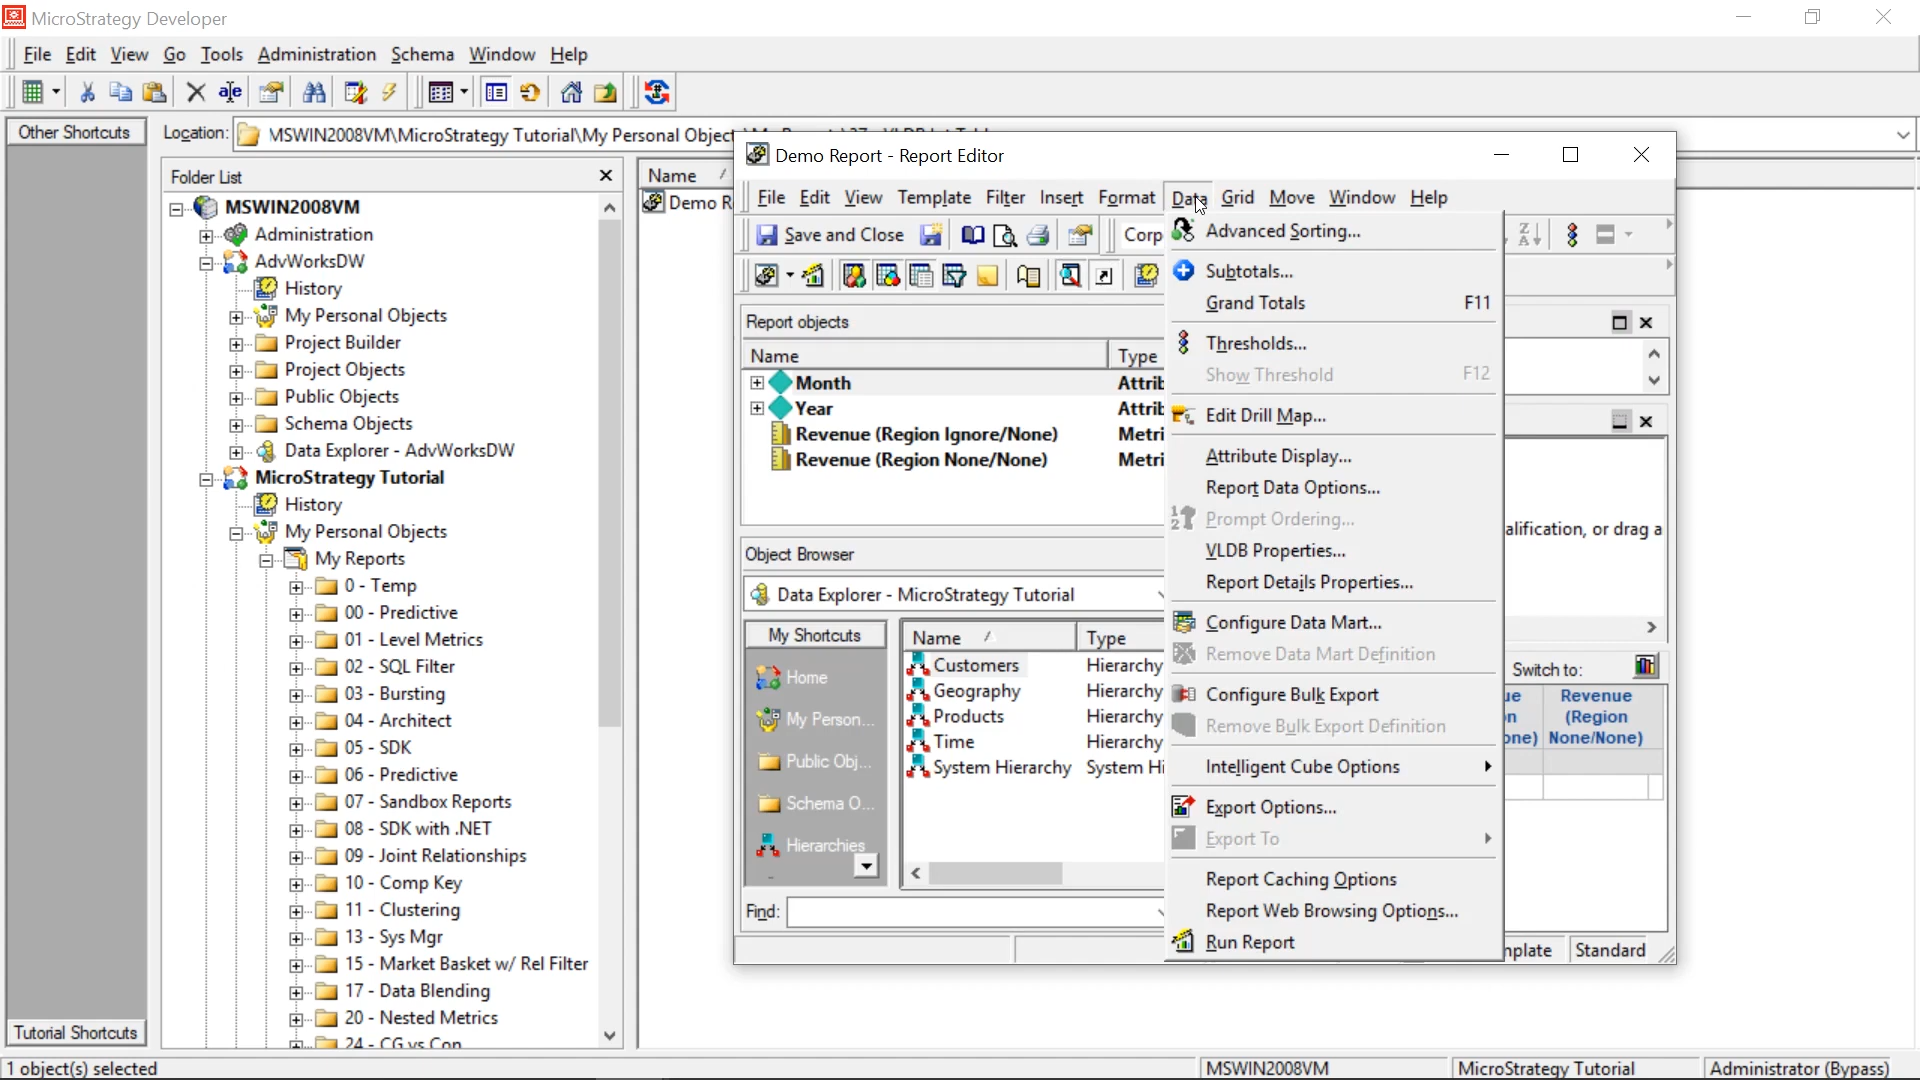 MicroStrategy Developer
File Edit View Go Tools Administration Schema Window Help
Other Shortcuts
Location: \MSWIN2008VM\MicroStrategy Tutorial\My Personal Object
Folder List
MSWIN2008VM
Administration
AdvWorksDW
History
My Personal Objects
Project Builder
Project Objects
Public Objects
Schema Objects
Data Explorer - AdvWorksDW
MicroStrategy Tutorial
History
My Personal Objects
My Reports
0 - Temp
00 - Predictive
01 - Level Metrics
02 - SQL Filter
03 - Bursting
04 - Architect
05 - SDK
06 - Predictive
07 - Sandbox Reports
08 - SDK with .NET
09 - Joint Relationships
10 - Comp Key
11 - Clustering
13 - Sys Mgr
15 - Market Basket w/ Rel Filter
17 - Data Blending
20 - Nested Metrics
24 - CG vs Con
Tutorial Shortcuts
Name
Demo R
Demo Report - Report Editor
File Edit View Template Filter Insert Format Data Grid Move Window Help
Save and Close Corp
Report objects
Name Type
Month Attrib
Year Attrib
Revenue (Region Ignore/None) Metri
Revenue (Region None/None) Metri
Object Browser
Data Explorer - MicroStrategy Tutorial
My Shortcuts
Home
My Person...
Public Obj...
Schema O...
Hierarchies
Name Type
Customers Hierarchy
Geography Hierarchy
Products Hierarchy
Time Hierarchy
System Hierarchy System Hi
Find:
Advanced Sorting...
Subtotals...
Grand Totals F11
Thresholds...
Show Threshold F12
Edit Drill Map...
Attribute Display...
Report Data Options...
Prompt Ordering...
VLDB Properties...
Report Details Properties...
Configure Data Mart...
Remove Data Mart Definition
Configure Bulk Export
Remove Bulk Export Definition
Intelligent Cube Options
Export Options...
Export To
Report Caching Options
Report Web Browsing Options...
Run Report
alification, or drag a
Switch to:
ue
n
one)
Revenue
(Region
None/None)
nplate Standard
1 object(s) selected
MSWIN2008VM MicroStrategy Tutorial Administrator (Bypass)